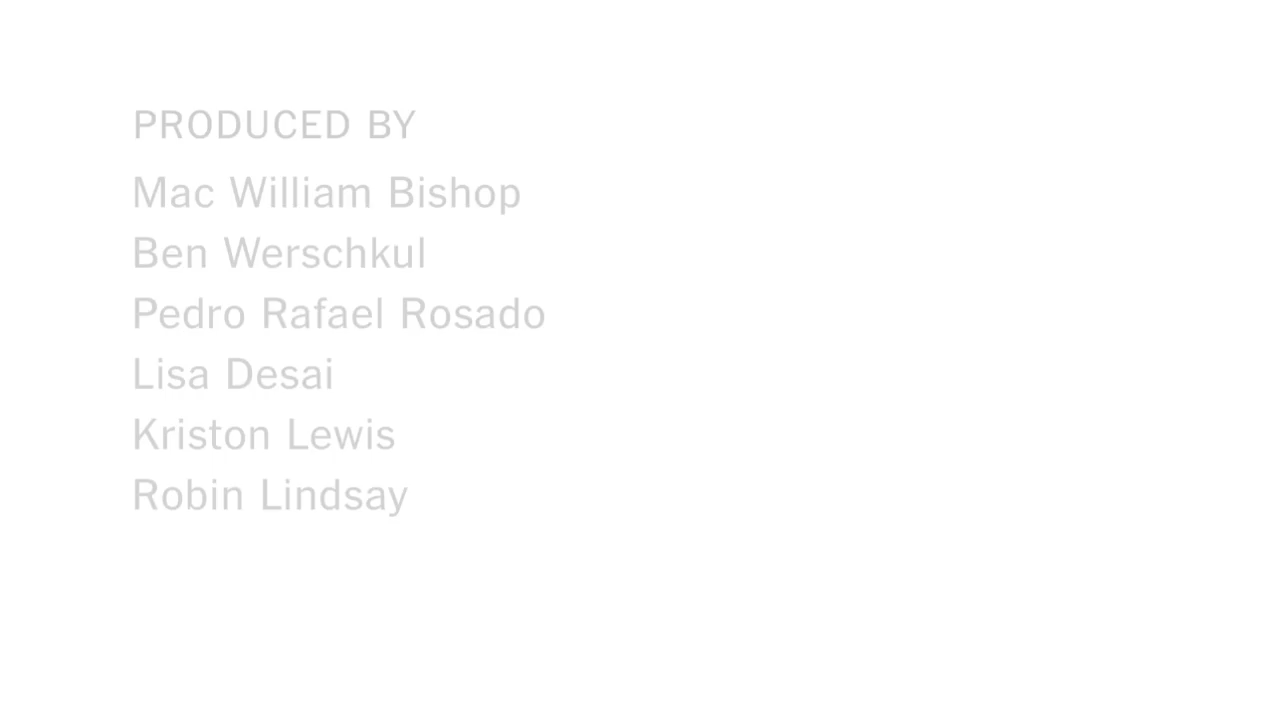 PRODUCED BY
Mac William Bishop
Ben Werschkul
Pedro Rafael Rosado
Lisa Desai
Kriston Lewis
Robin Lindsay